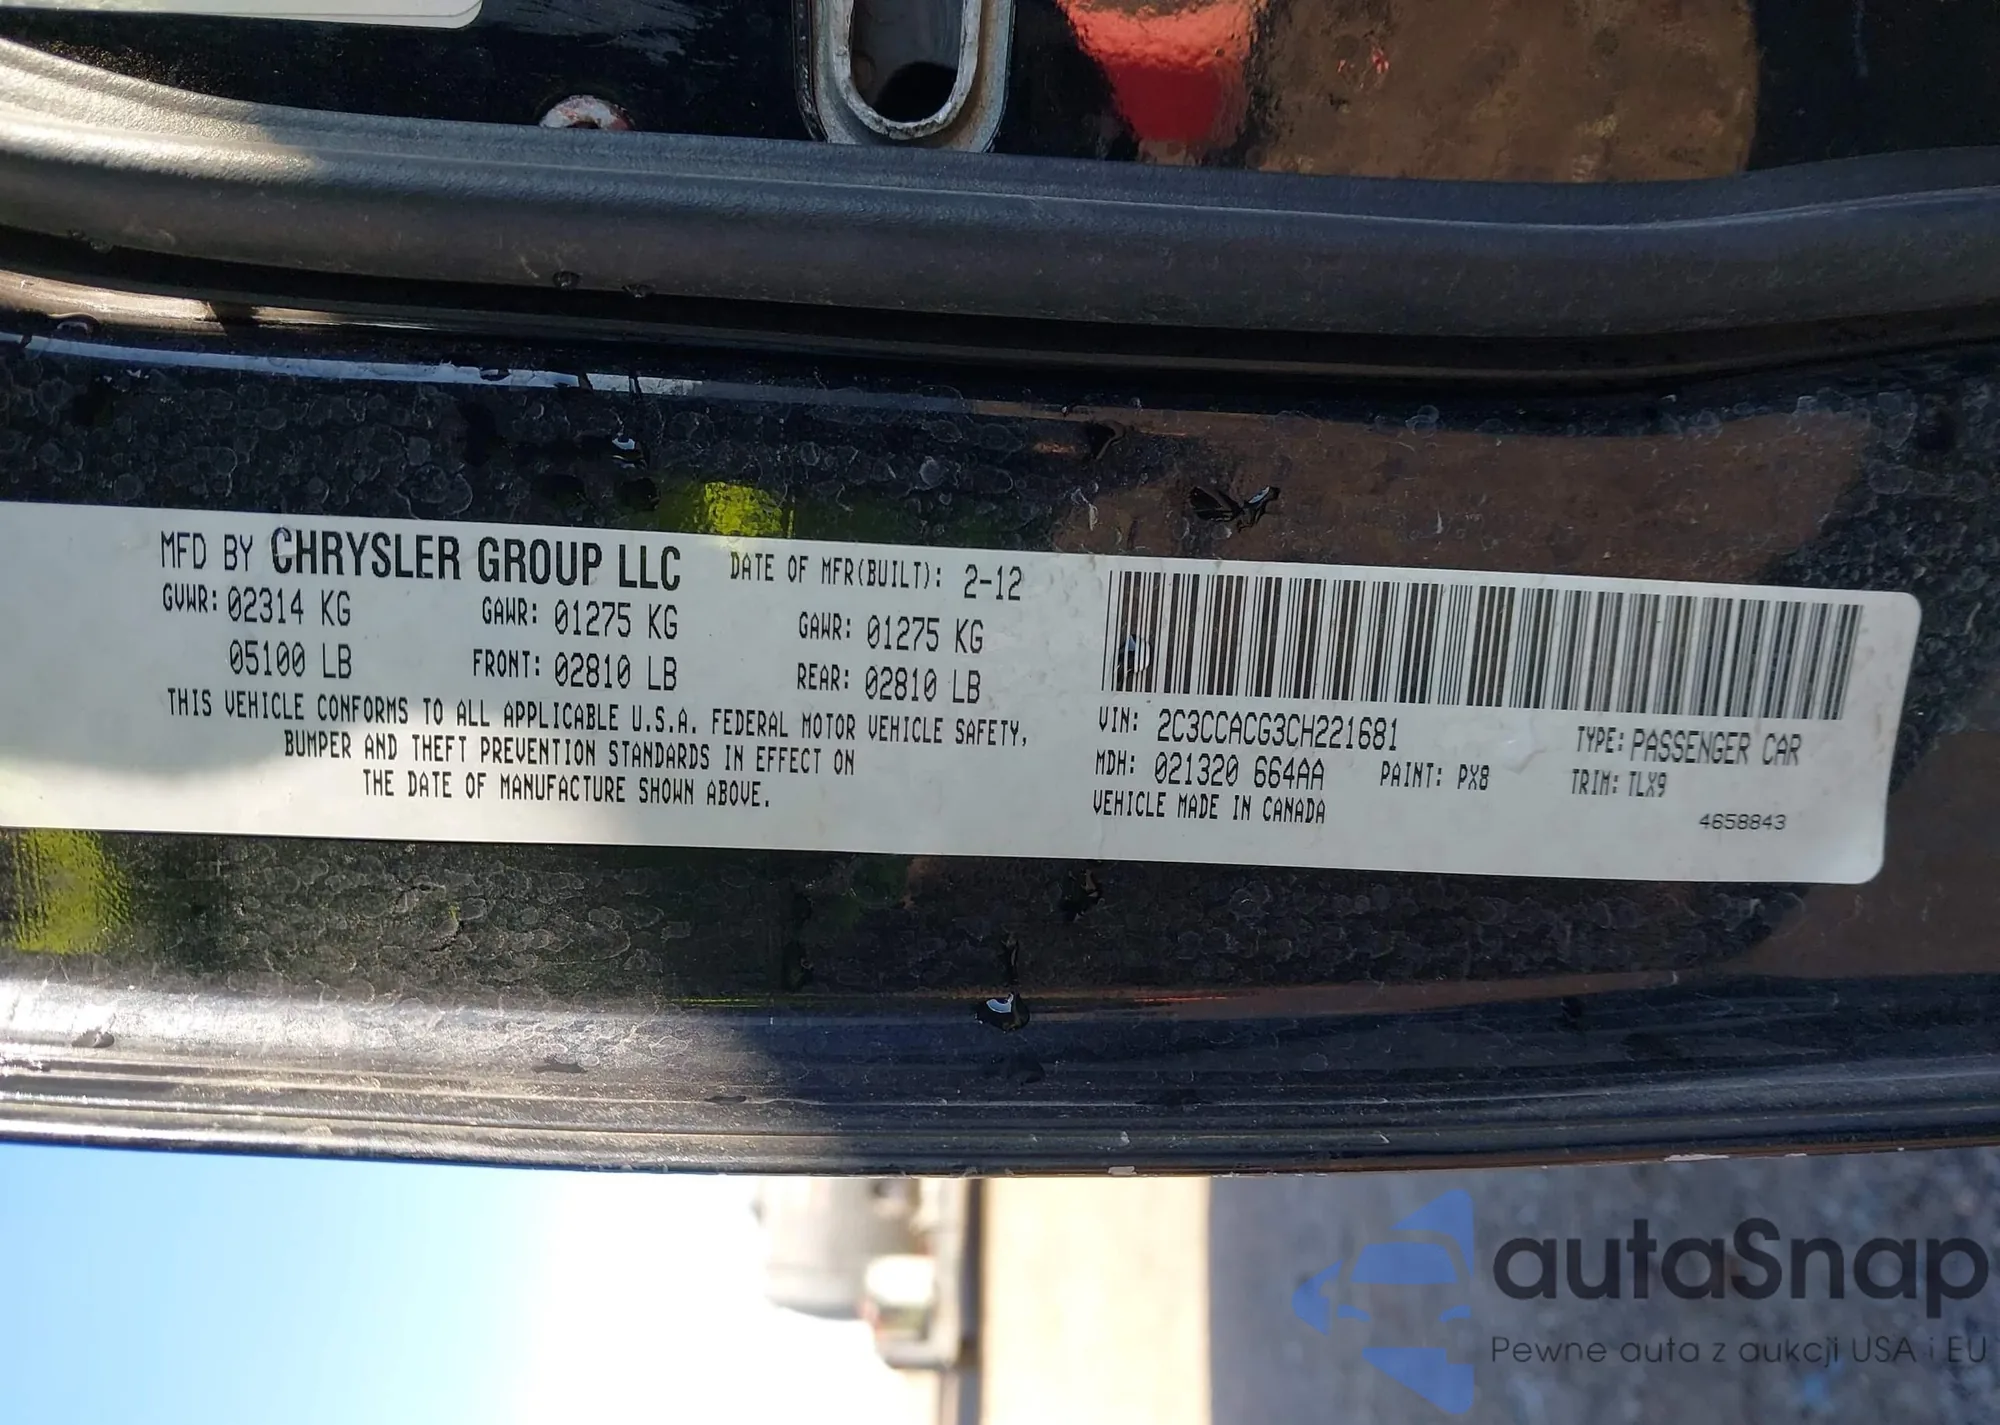 MFD BY CHRYSLER GROUP LLC DATE OF MFR(BUILT): 2-12
GVWR: 02314 KG GAWR: 01275 KG GAWR: 01275 KG
05100 LB FRONT: 02810 LB REAR: 02810 LB
THIS VEHICLE CONFORMS TO ALL APPLICABLE U.S.A. FEDERAL MOTOR VEHICLE SAFETY,
BUMPER AND THEFT PREVENTION STANDARDS IN EFFECT ON
THE DATE OF MANUFACTURE SHOWN ABOVE.
VIN: 2C3CCACG3CH221681 TYPE: PASSENGER CAR
MDH: 021320 664AA PAINT: PX8 TRIM: TLX9
VEHICLE MADE IN CANADA
4658843
autaSnap
Pewne auta z aukcji USA i EU